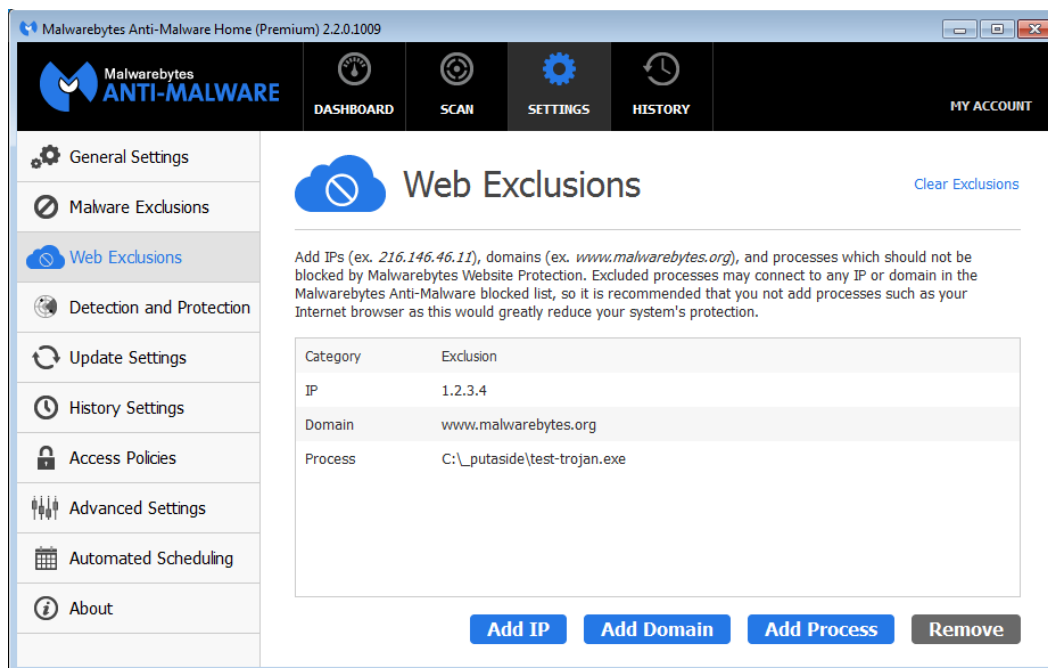 Malwarebytes Anti-Malware Home (Premium) 2.2.0.1009
Malwarebytes
ANTI-MALWARE
DASHBOARD
SCAN
SETTINGS
HISTORY
MY ACCOUNT
General Settings
Malware Exclusions
Web Exclusions
Detection and Protection
Update Settings
History Settings
Access Policies
Advanced Settings
Automated Scheduling
About
Web Exclusions
Clear Exclusions
Add IPs (ex. 216.146.46.11), domains (ex. www.malwarebytes.org), and processes which should not be
blocked by Malwarebytes Website Protection. Excluded processes may connect to any IP or domain in the
Malwarebytes Anti-Malware blocked list, so it is recommended that you not add processes such as your
Internet browser as this would greatly reduce your system's protection.
Category Exclusion
IP 1.2.3.4
Domain www.malwarebytes.org
Process C:\_putaside\test-trojan.exe
Add IP
Add Domain
Add Process
Remove